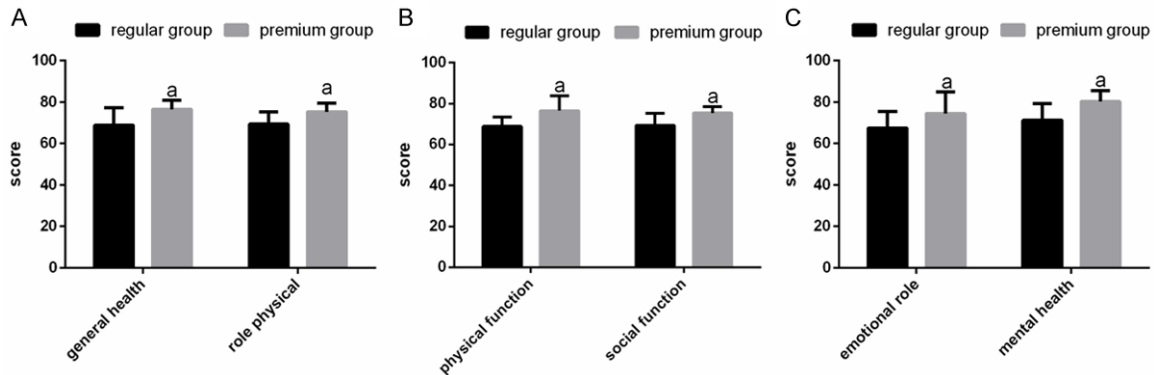 A
regular group premium group
a a
100
80
60
40
20
0
score
general health
role physical
B
regular group premium group
a a
100
80
60
40
20
0
score
physical function
social function
C
regular group premium group
a a
100
80
60
40
20
0
score
emotional role
mental health